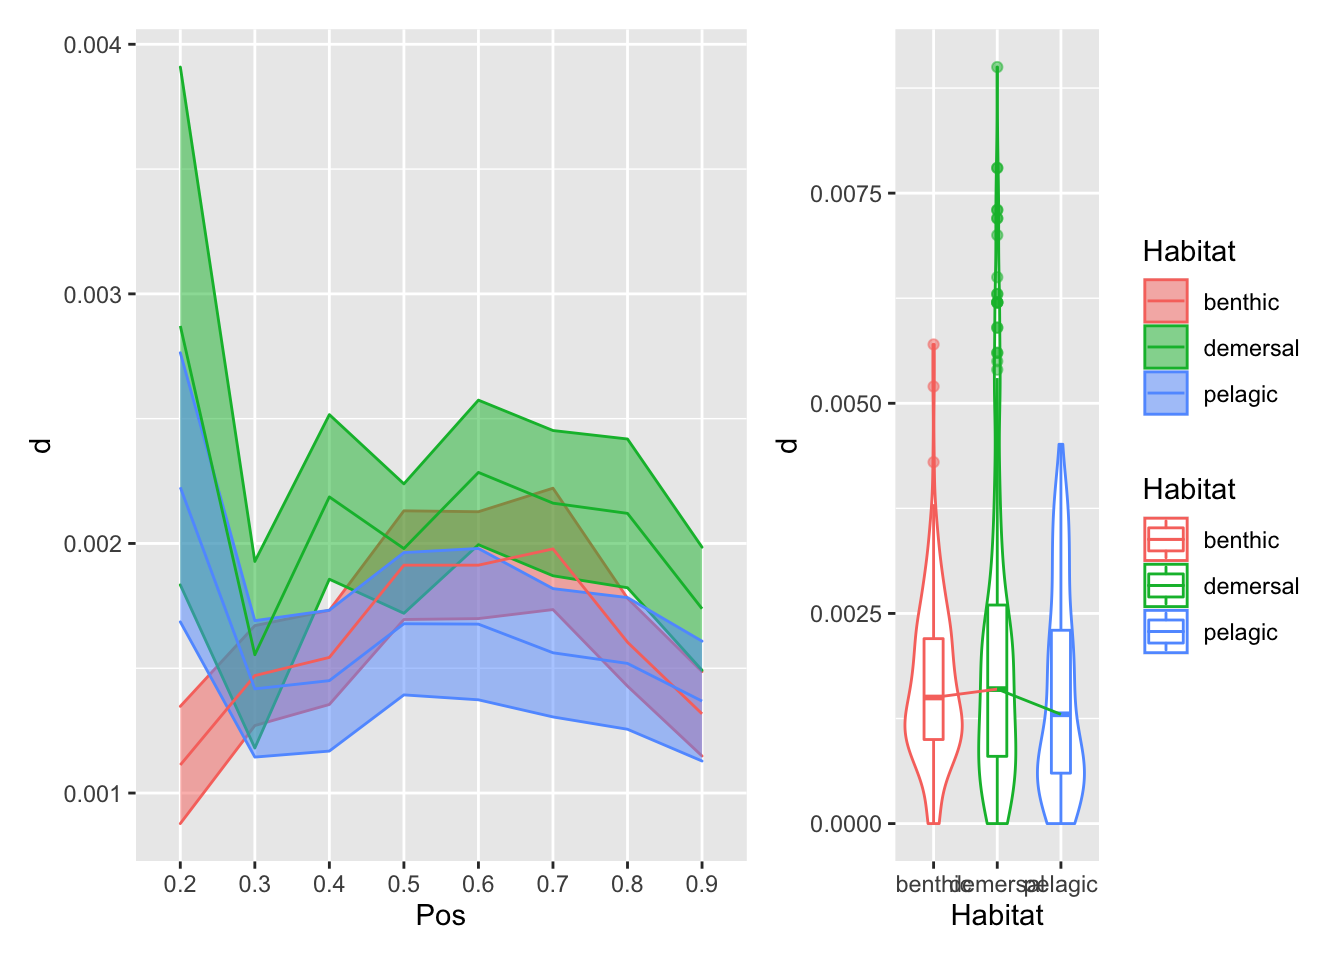 0.004
0.003
0.002
0.001
d
0.2 0.3 0.4 0.5 0.6 0.7 0.8 0.9
Pos
0.0075
0.0050
0.0025
0.0000
d
benthic demersal pelagic
Habitat
Habitat
benthic
demersal
pelagic
Habitat
benthic
demersal
pelagic